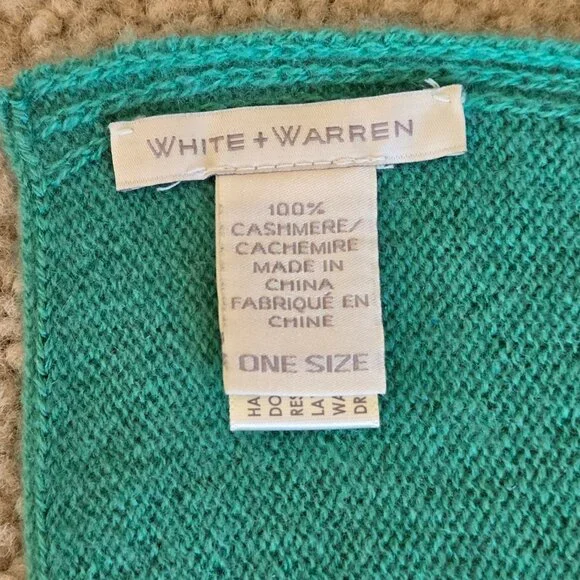 WHITE + WARREN
100%
CASHMERE/
CACHEMIRE
MADE IN
CHINA
FABRIQUÉ EN
CHINE
ONE SIZE